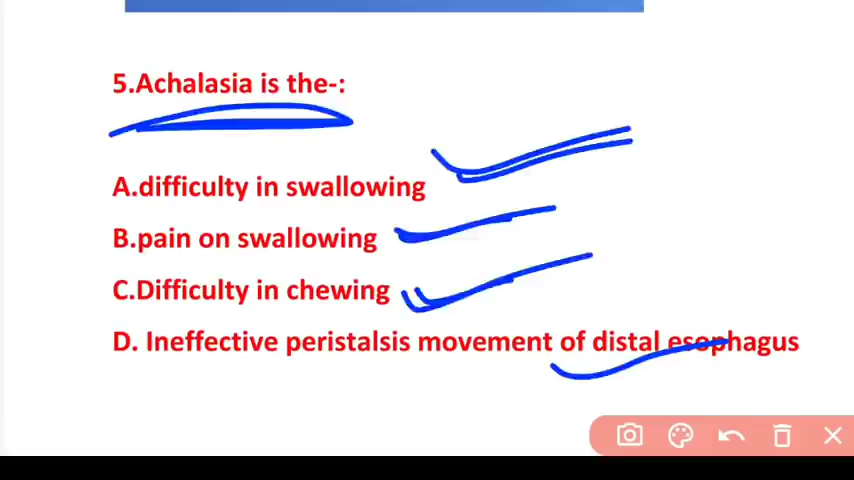 5.Achalasia is the-:
A.difficulty in swallowing
B.pain on swallowing
C.Difficulty in chewing
D. Ineffective peristalsis movement of distal esophagus